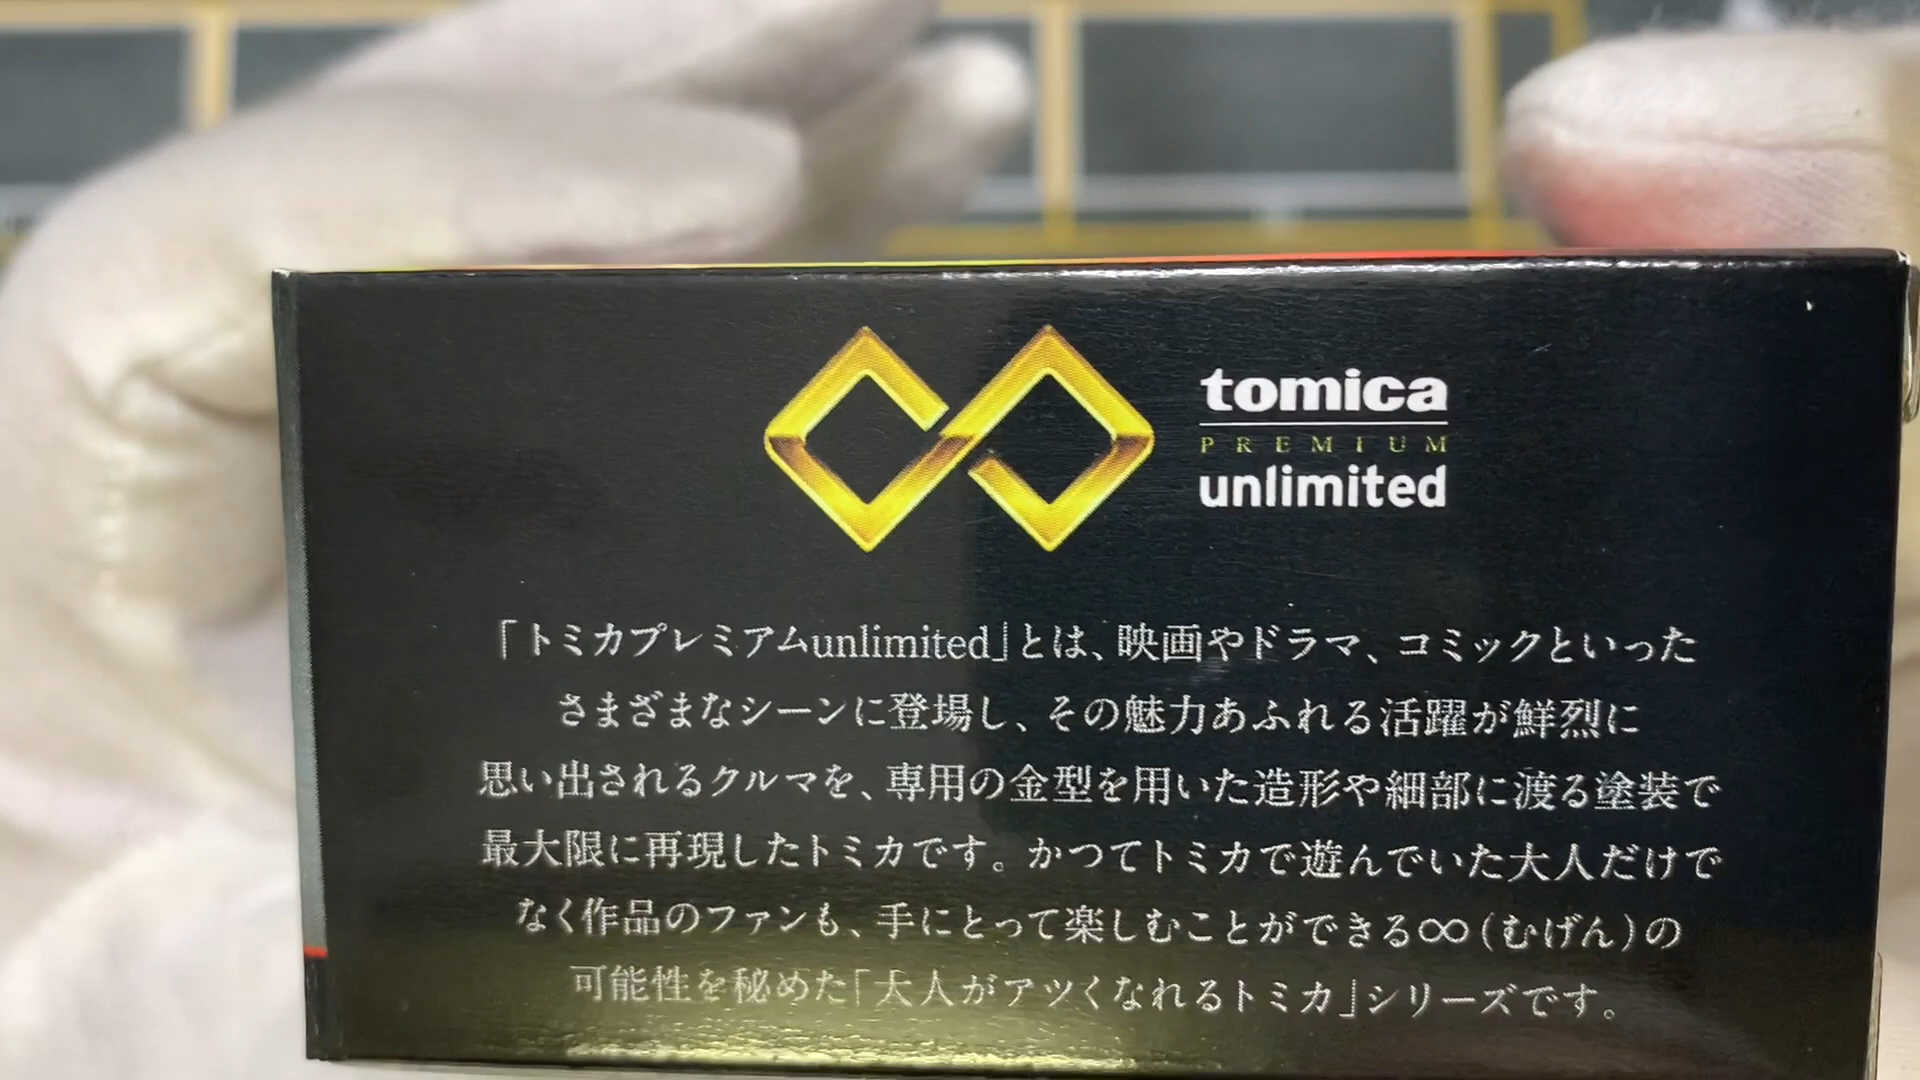 tomica
PREMIUM
unlimited
「トミカプレミアムunlimited」とは、映画やドラマ、コミックといった
さまざまなシーンに登場し、その魅力あふれる活躍が鮮烈に
思い出されるクルマを、専用の金型を用いた造形や細部に渡る塗装で
最大限に再現したトミカです。かつてトミカで遊んでいた大人だけで
なく作品のファンも、手にとって楽しむことができる∞(むげん)の
可能性を秘めた「大人がアツくなれるトミカ」シリーズです。